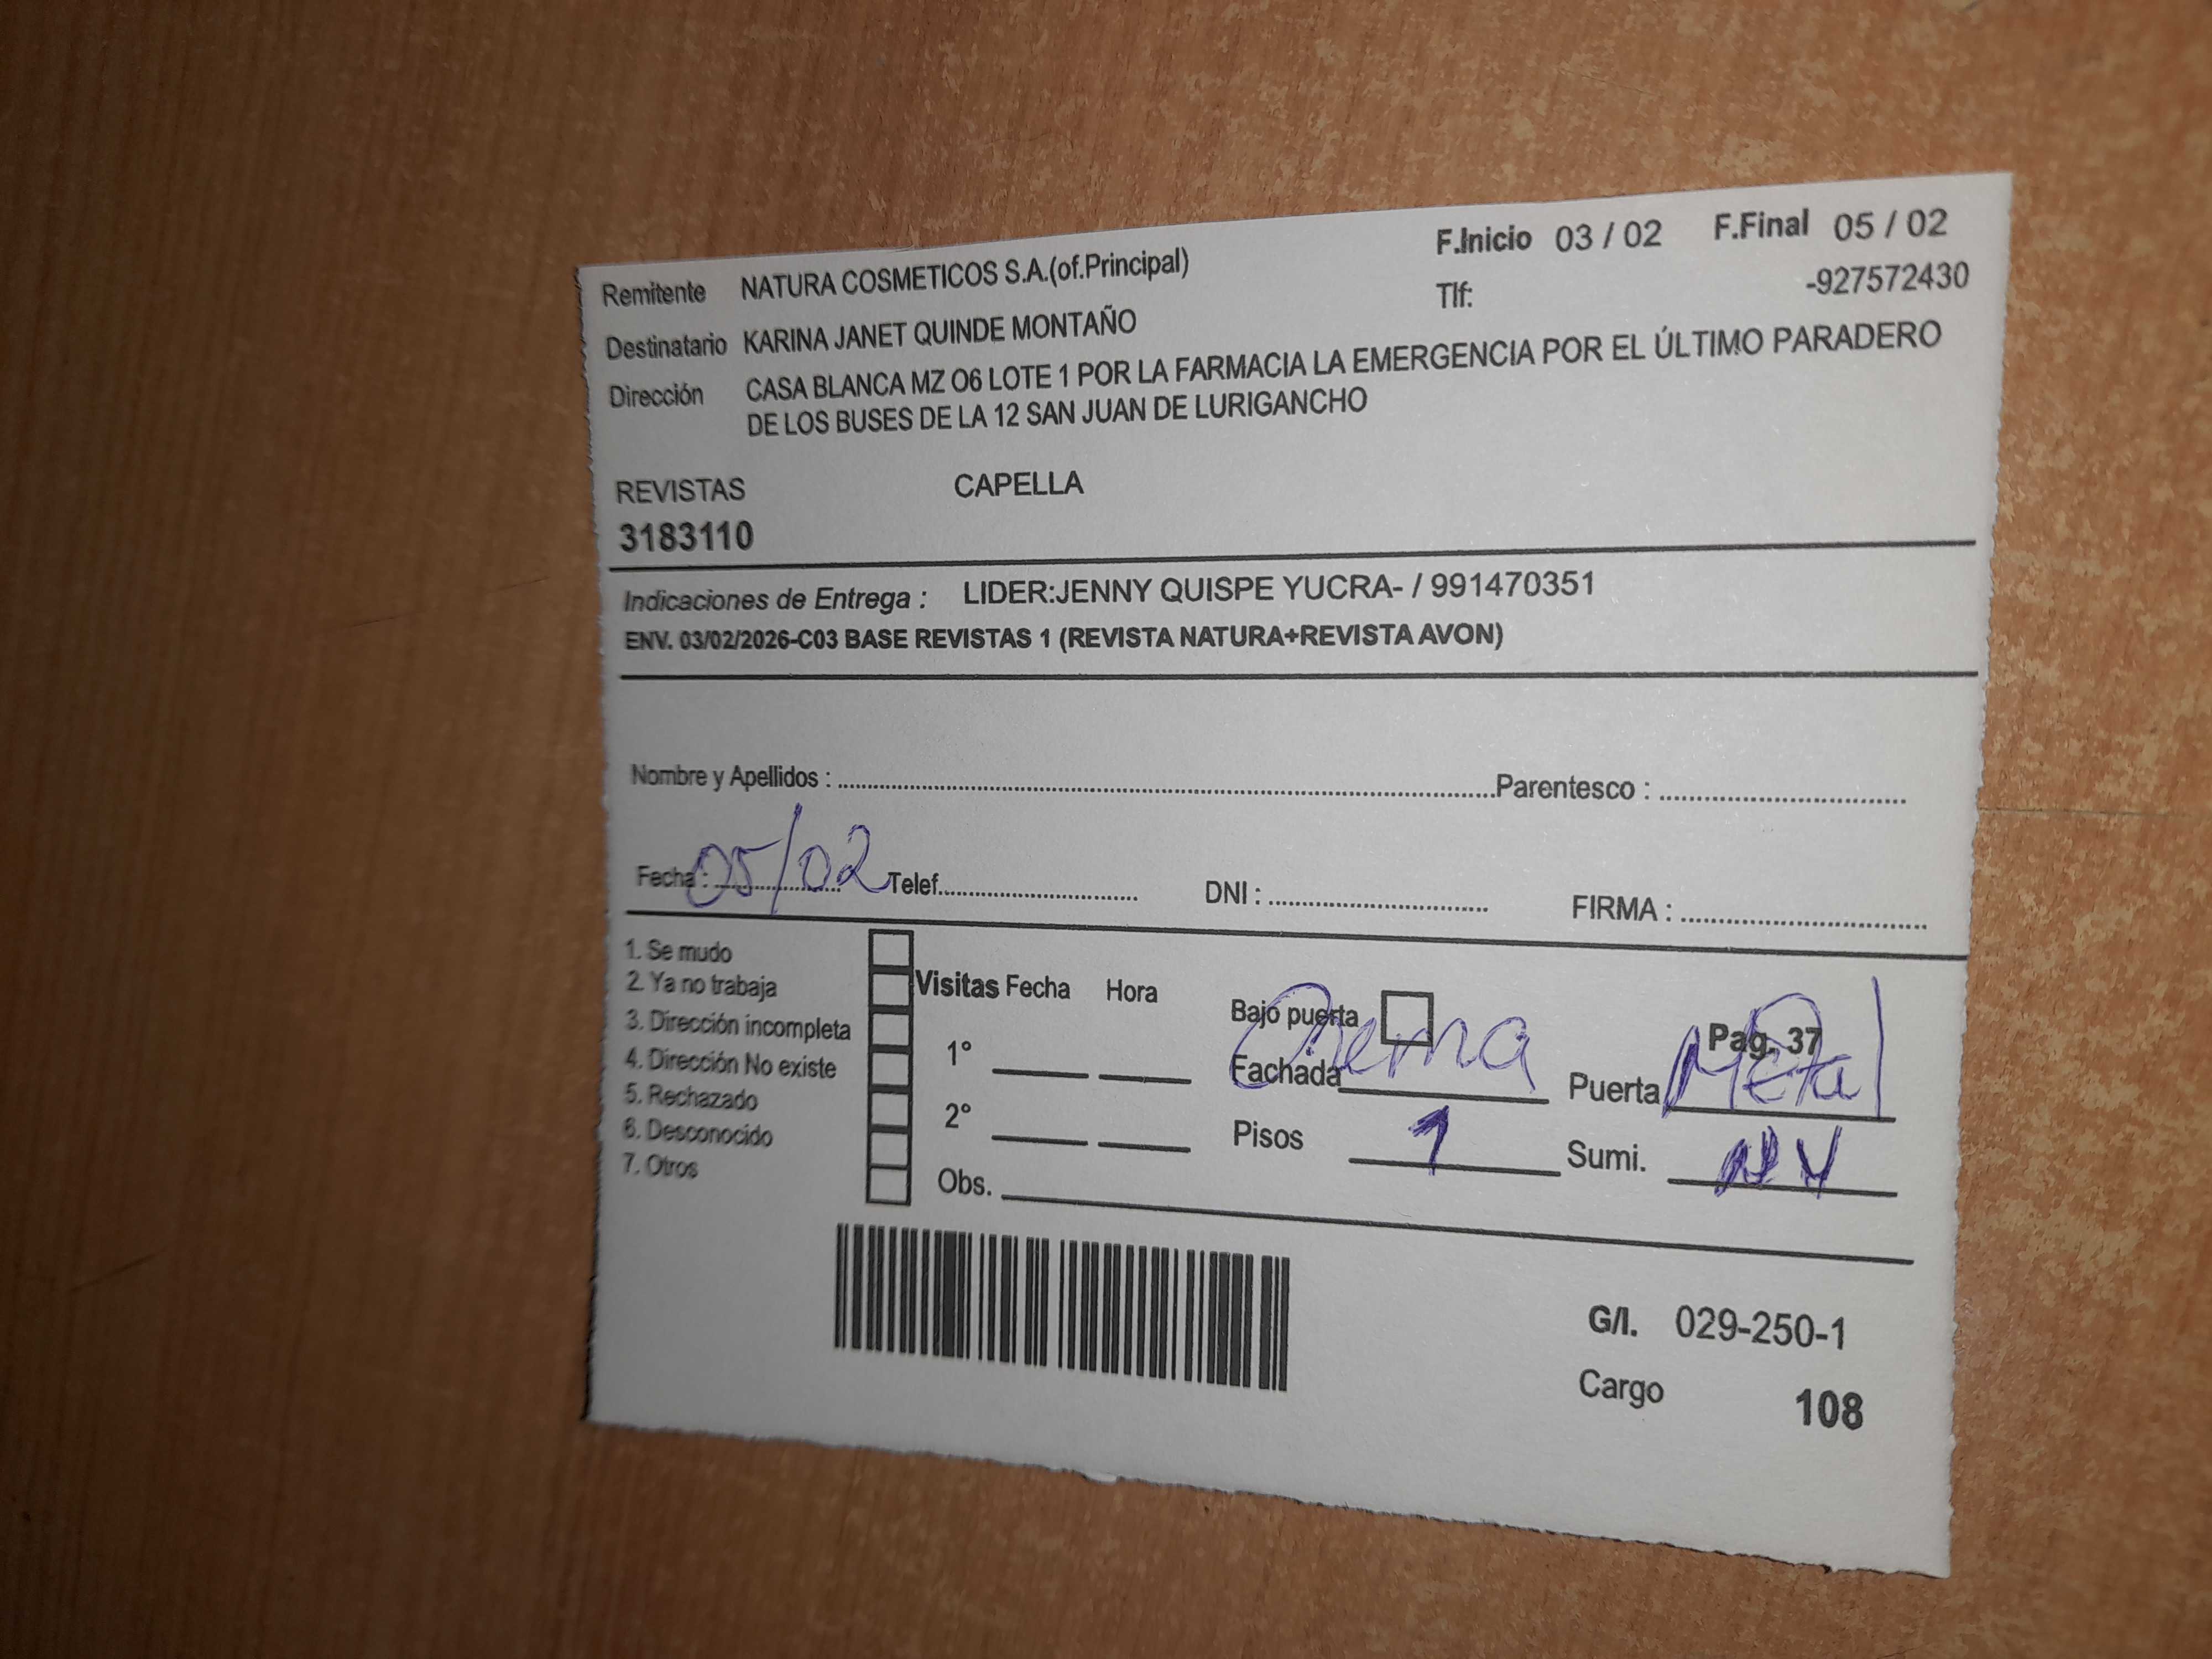 F.Inicio 03 / 02 F.Final 05 / 02
Remitente NATURA COSMETICOS S.A.(of.Principal)
Tlf: -927572430
Destinatario KARINA JANET QUINDE MONTAÑO
Dirección CASA BLANCA MZ O6 LOTE 1 POR LA FARMACIA LA EMERGENCIA POR EL ÚLTIMO PARADERO
DE LOS BUSES DE LA 12 SAN JUAN DE LURIGANCHO
REVISTAS CAPELLA
3183110
Indicaciones de Entrega : LIDER:JENNY QUISPE YUCRA- / 991470351
ENV. 03/02/2026-C03 BASE REVISTAS 1 (REVISTA NATURA+REVISTA AVON)
Nombre y Apellidos : Parentesco :
Fecha : 05/02 Telef. DNI : FIRMA :
1. Se mudo
2. Ya no trabaja
3. Dirección incompleta
4. Dirección No existe
5. Rechazado
6. Desconocido
7. Otros
Visitas Fecha Hora
1°
2°
Obs.
Bajo puerta
Pag. 37
Fachada Crema Puerta Metal
Pisos 1 Sumi. NV
G/I. 029-250-1
Cargo 108